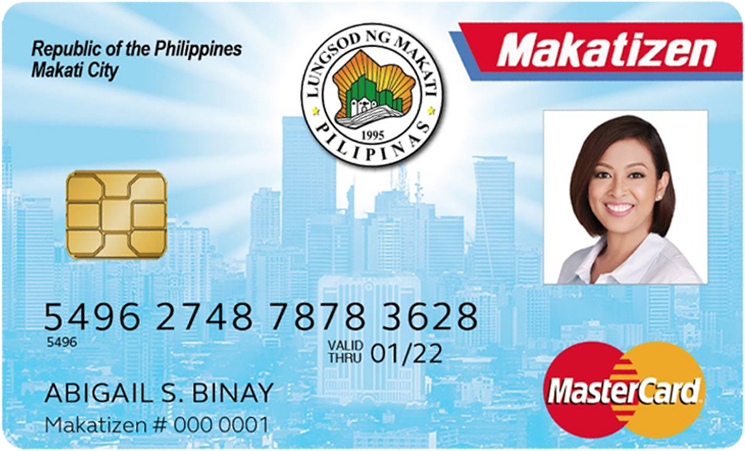 Republic of the Philippines
Makati City
LUNGSOD NG MAKATI
1995
PILIPINAS
Makatizen
5496 2748 7878 3628
5496
VALID
THRU 01/22
ABIGAIL S. BINAY
Makatizen # 000 0001
MasterCard